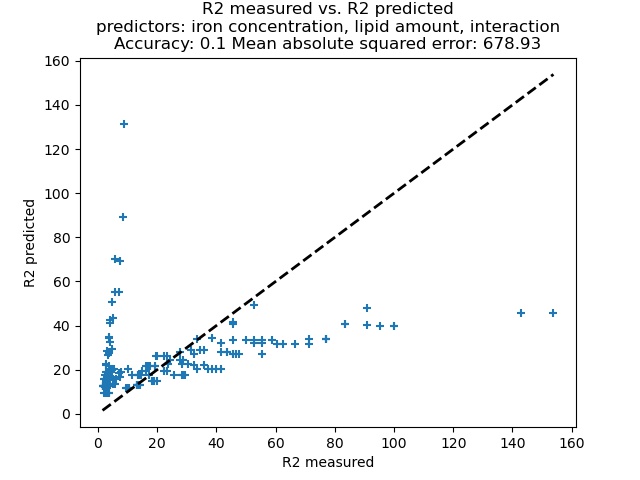 R2 measured vs. R2 predicted
predictors: iron concentration, lipid amount, interaction
Accuracy: 0.1 Mean absolute squared error: 678.93
160
140
120
100
80
60
40
20
0
R2 predicted
0 20 40 60 80 100 120 140 160
R2 measured